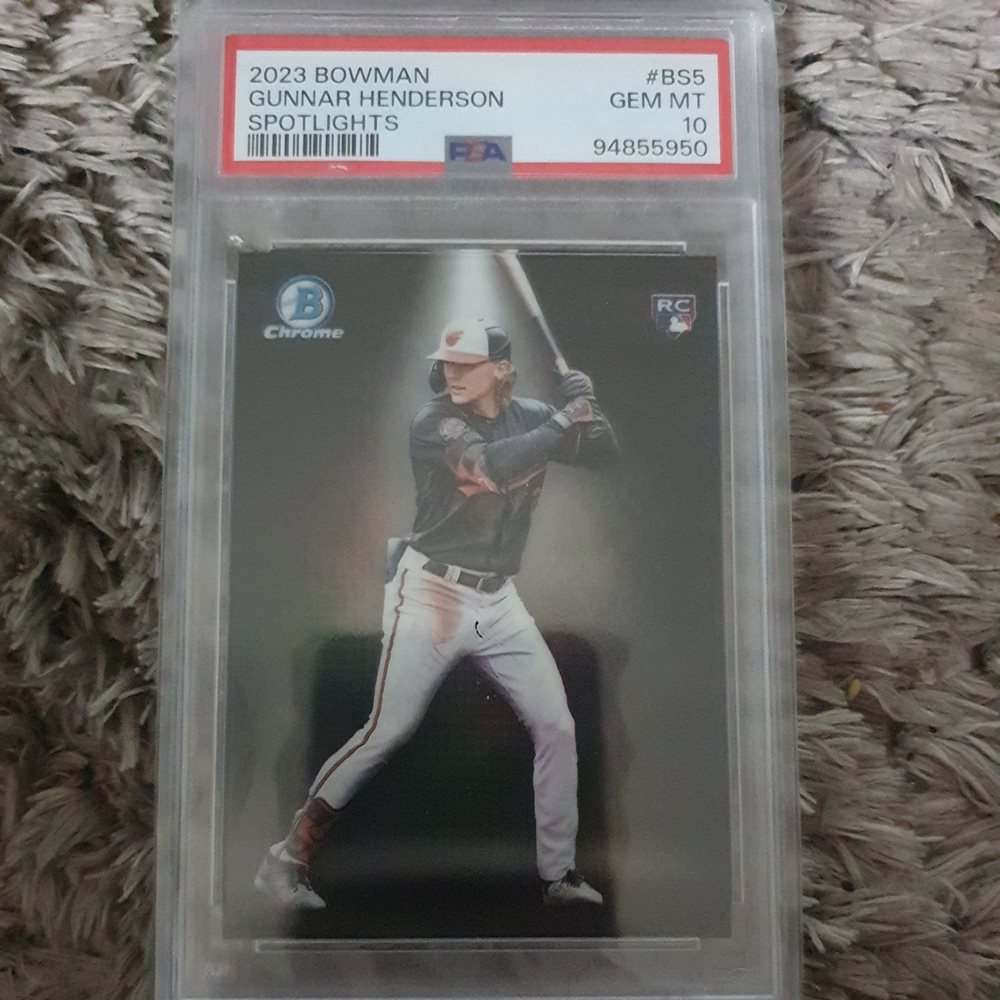 2023 BOWMAN #BS5
GUNNAR HENDERSON GEM MT
SPOTLIGHTS 10
PSA 94855950
B
Chrome
RC